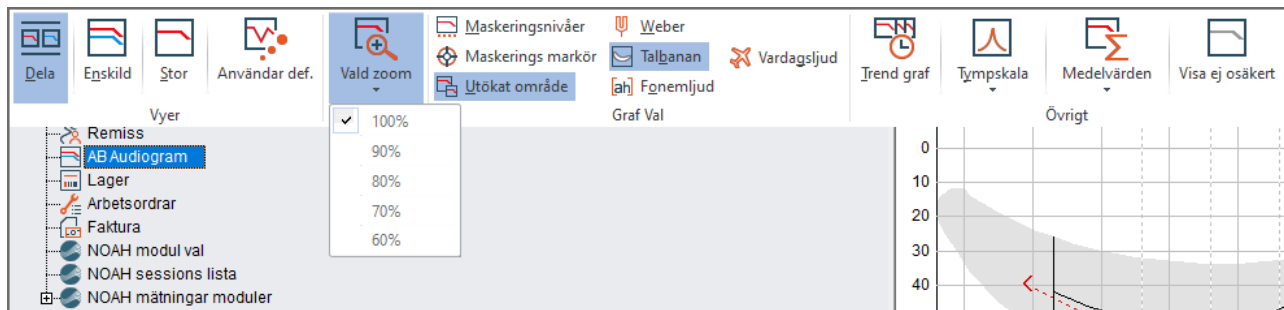 Dela
Enskild
Stor
Användar def.
Vyer
Vald zoom
Maskeringsnivåer
Maskerings markör
Utökat område
Weber
Talbanan
[ah] Fonemljud
Vardagsljud
Graf Val
Trend graf
Tympskala
Medelvärden
Visa ej osäkert
Övrigt
100%
90%
80%
70%
60%
Remiss
AB Audiogram
Lager
Arbetsordrar
Faktura
NOAH modul val
NOAH sessions lista
NOAH mätningar moduler
0
10
20
30
40